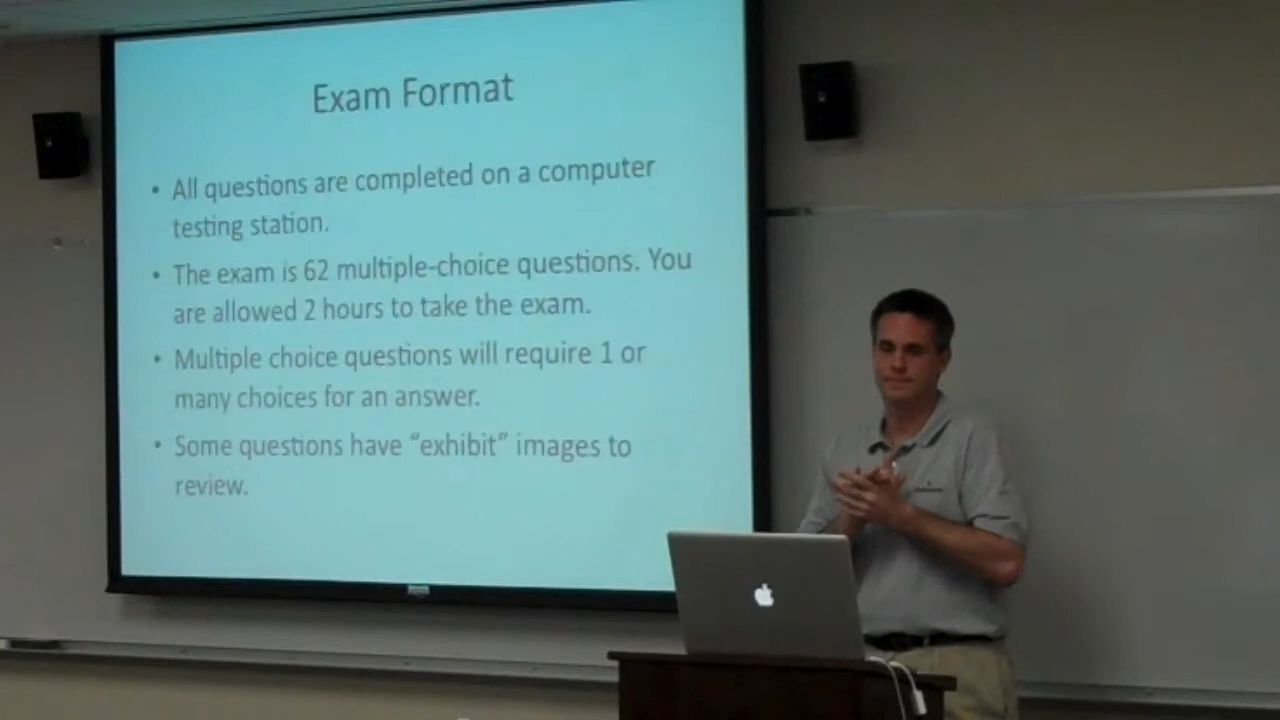 Exam Format
• All questions are completed on a computer
testing station.
• The exam is 62 multiple-choice questions. You
are allowed 2 hours to take the exam.
• Multiple choice questions will require 1 or
many choices for an answer.
• Some questions have “exhibit” images to
review.